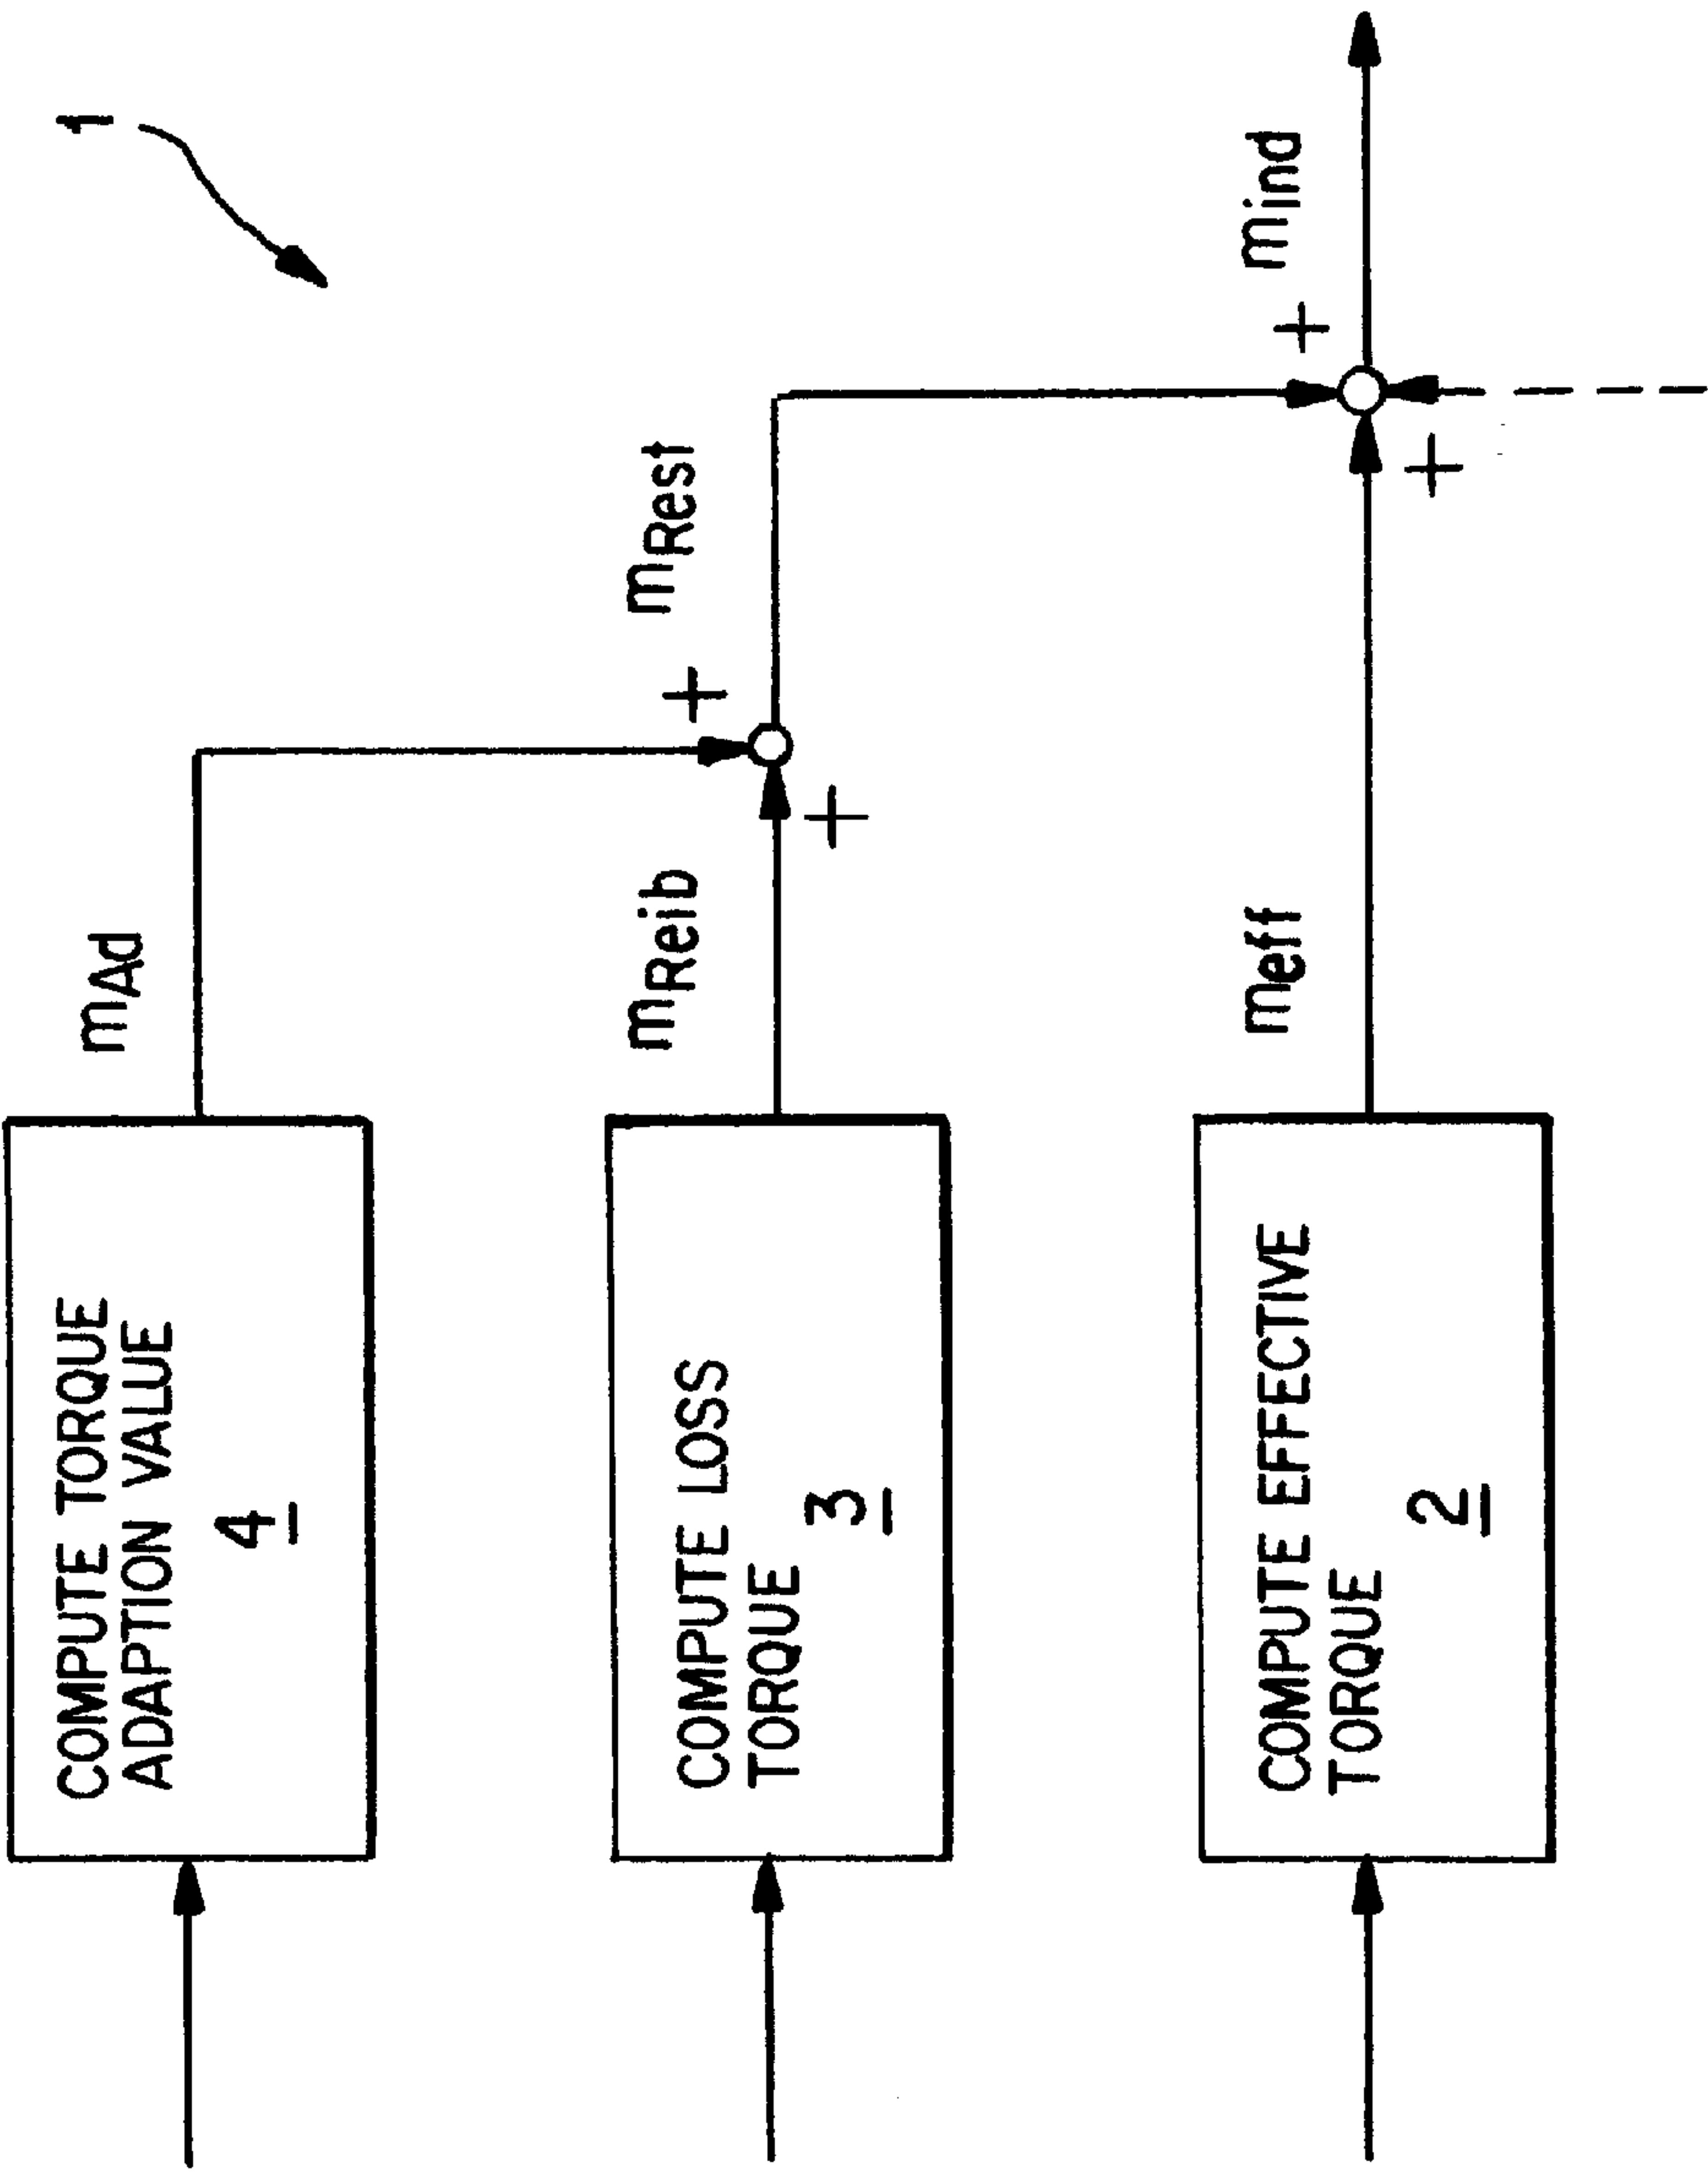 1
COMPUTE TORQUE
ADAPTION VALUE
4
mAd
COMPUTE LOSS
TORQUE
3
mReib
+
+
mRest
COMPUTE EFFECTIVE
TORQUE
2
meff
+
+
mind